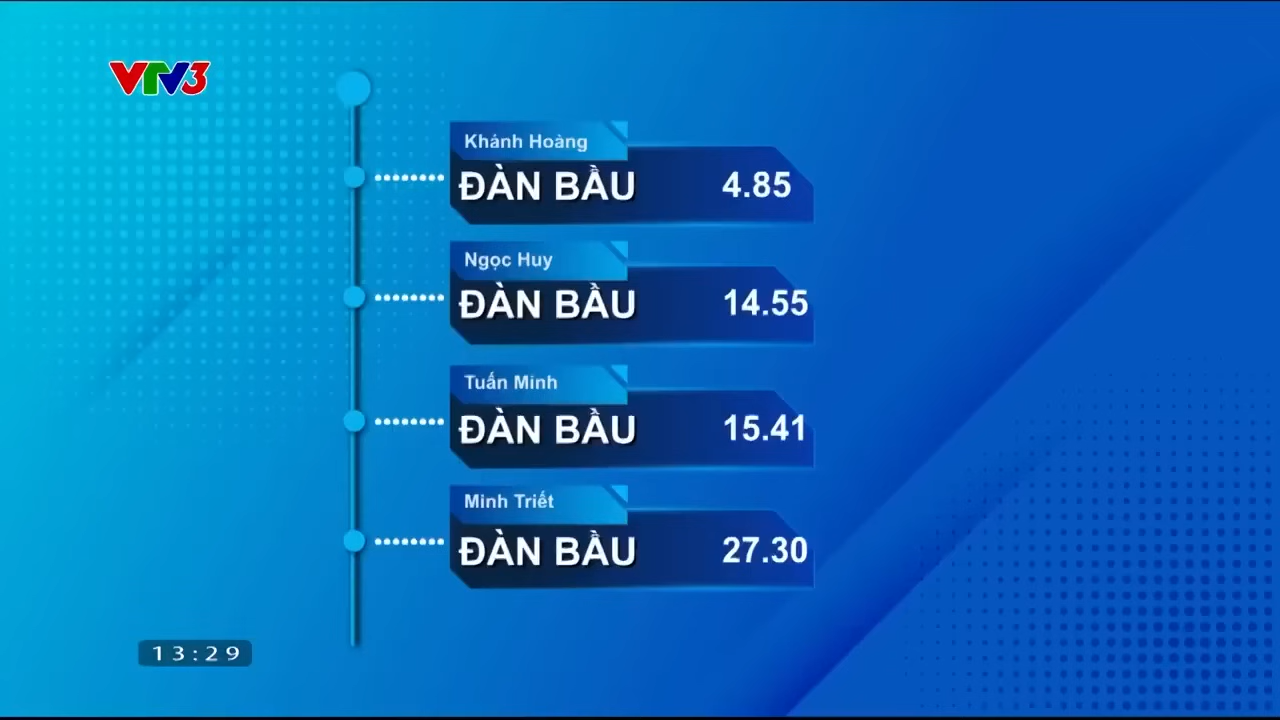 VTV3
Khánh Hoàng
ĐÀN BẦU 4.85
Ngọc Huy
ĐÀN BẦU 14.55
Tuấn Minh
ĐÀN BẦU 15.41
Minh Triết
ĐÀN BẦU 27.30
13:29